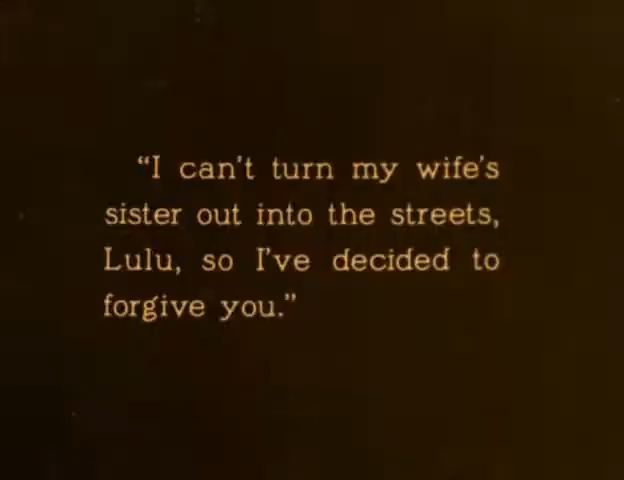 “I can't turn my wife's
sister out into the streets,
Lulu, so I've decided to
forgive you.”